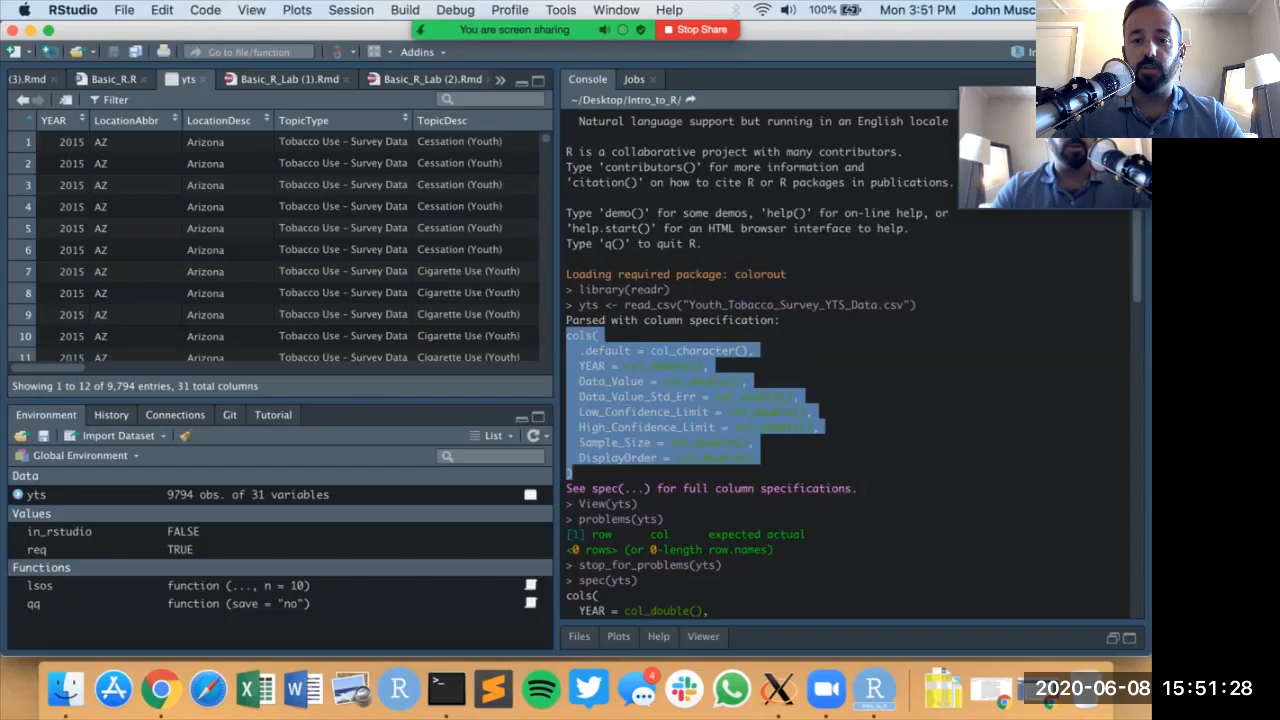 RStudio File Edit Code View Plots Session Build Debug Profile Tools Window Help 100% Mon 3:51 PM John Musc
You are screen sharing Stop Share
Go to file/function Addins
(3).Rmd Basic_R.R yts Basic_R_Lab (1).Rmd Basic_R_Lab (2).Rmd
Filter
YEAR LocationAbbr LocationDesc TopicType TopicDesc
1 2015 AZ Arizona Tobacco Use – Survey Data Cessation (Youth)
2 2015 AZ Arizona Tobacco Use – Survey Data Cessation (Youth)
3 2015 AZ Arizona Tobacco Use – Survey Data Cessation (Youth)
4 2015 AZ Arizona Tobacco Use – Survey Data Cessation (Youth)
5 2015 AZ Arizona Tobacco Use – Survey Data Cessation (Youth)
6 2015 AZ Arizona Tobacco Use – Survey Data Cessation (Youth)
7 2015 AZ Arizona Tobacco Use – Survey Data Cigarette Use (Youth)
8 2015 AZ Arizona Tobacco Use – Survey Data Cigarette Use (Youth)
9 2015 AZ Arizona Tobacco Use – Survey Data Cigarette Use (Youth)
10 2015 AZ Arizona Tobacco Use – Survey Data Cigarette Use (Youth)
11 2015 AZ Arizona Tobacco Use – Survey Data Cigarette Use (Youth)
Showing 1 to 12 of 9,794 entries, 31 total columns
Environment History Connections Git Tutorial
Import Dataset List
Global Environment
Data
yts 9794 obs. of 31 variables
Values
in_rstudio FALSE
req TRUE
Functions
lsos function (..., n = 10)
qq function (save = "no")
Console Jobs
~/Desktop/Intro_to_R/
Natural language support but running in an English locale
R is a collaborative project with many contributors.
Type 'contributors()' for more information and
'citation()' on how to cite R or R packages in publications.
Type 'demo()' for some demos, 'help()' for on-line help, or
'help.start()' for an HTML browser interface to help.
Type 'q()' to quit R.
Loading required package: colorout
> library(readr)
> yts <- read_csv("Youth_Tobacco_Survey_YTS_Data.csv")
Parsed with column specification:
cols(
.default = col_character(),
YEAR = col_double(),
Data_Value = col_double(),
Data_Value_Std_Err = col_double(),
Low_Confidence_Limit = col_double(),
High_Confidence_Limit = col_double(),
Sample_Size = col_double(),
DisplayOrder = col_double()
)
See spec(...) for full column specifications.
> View(yts)
> problems(yts)
[1] row col expected actual
<0 rows> (or 0-length row.names)
> stop_for_problems(yts)
> spec(yts)
cols(
YEAR = col_double(),
Files Plots Help Viewer
4
2020-06-08 15:51:28